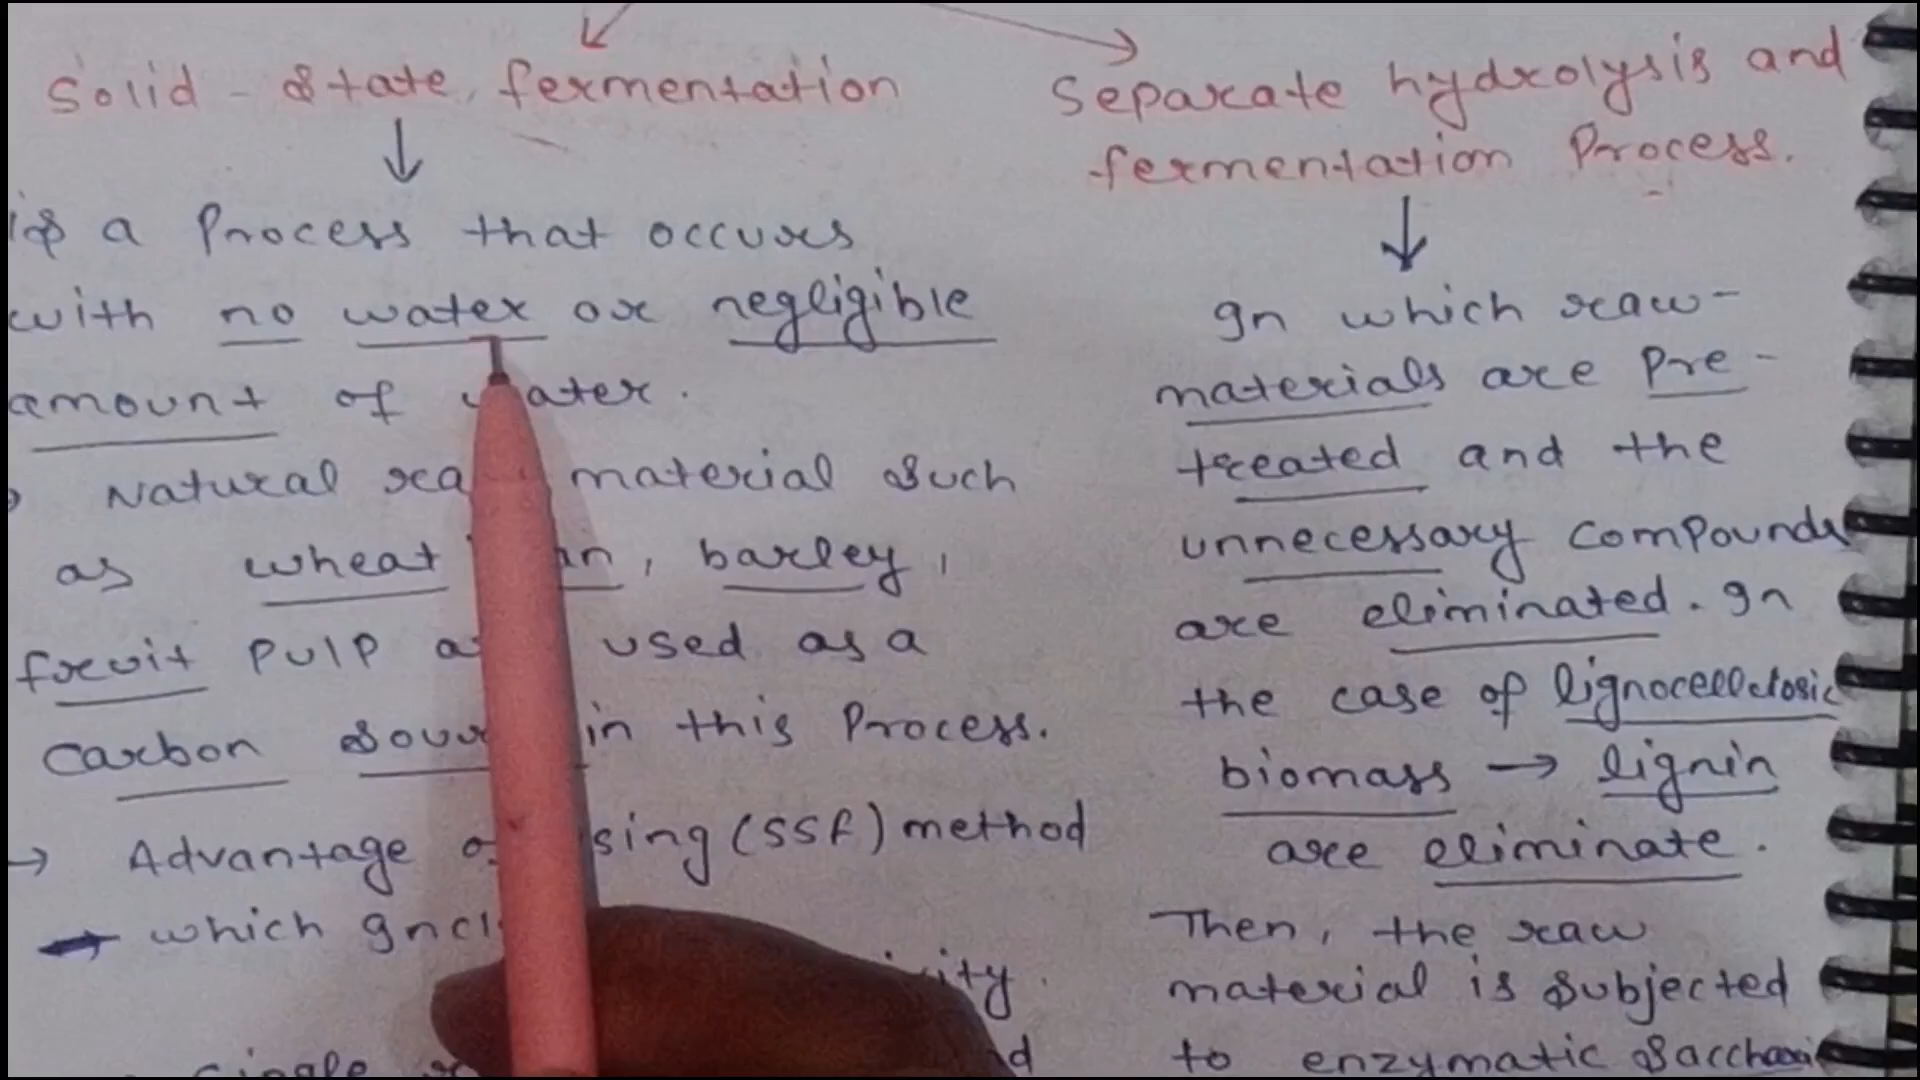 Solid - State fermentation
is a Process that occurs
with no water or negligible
amount of water.
Natural material such
as wheat , barley,
fruit pulp used as a
carbon in this Process.
→ Advantage (SSF) method
→ which
single
Separate hydrolysis and
fermentation Process.
In which raw-
materials are Pre-
treated and the
unnecessary compounds
are eliminated. In
the case of
biomass → lignin
are eliminate.
Then, the raw
material is subjected
to enzymatic